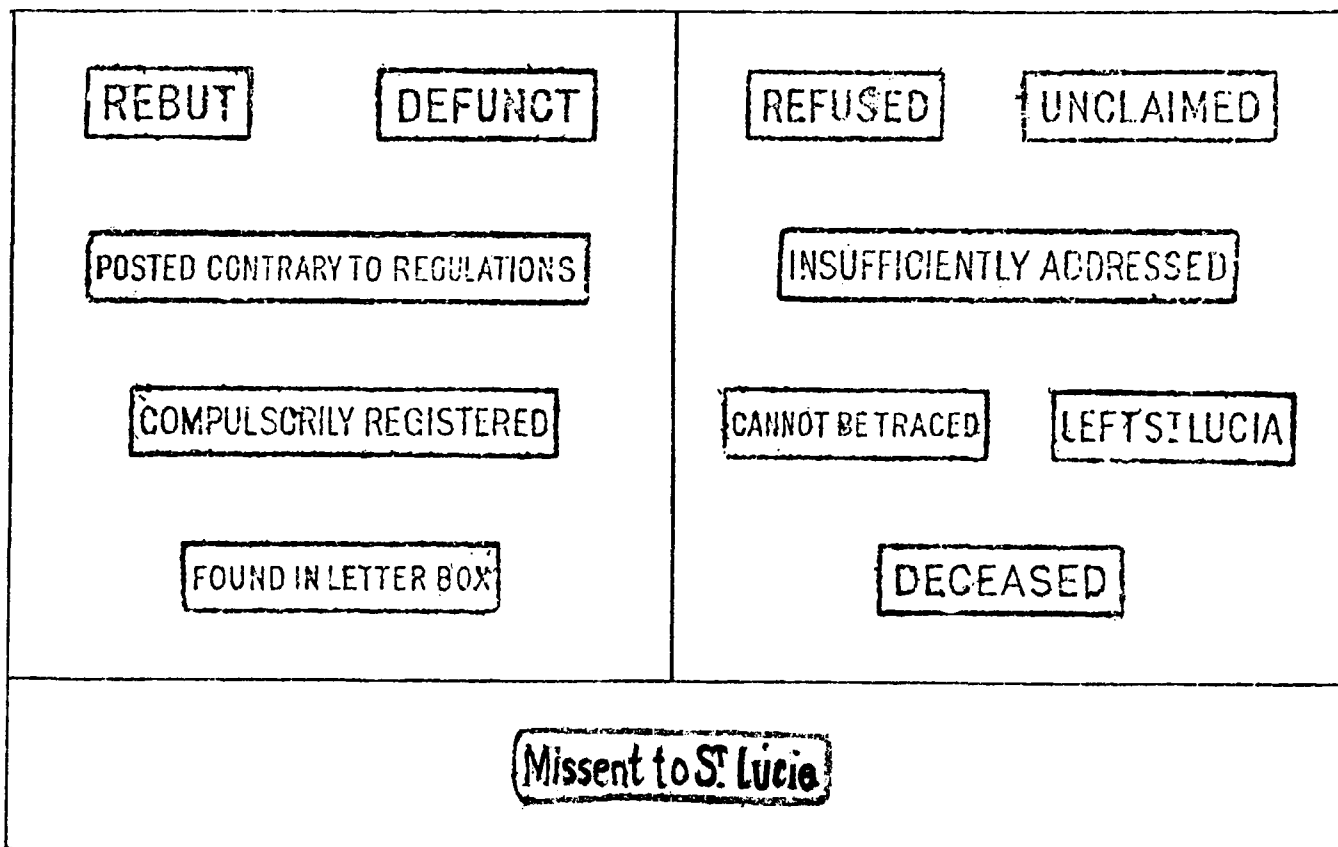 REBUT
DEFUNCT
POSTED CONTRARY TO REGULATIONS
COMPULSORILY REGISTERED
FOUND IN LETTER BOX
REFUSED
UNCLAIMED
INSUFFICIENTLY ADDRESSED
CANNOT BE TRACED
LEFT ST LUCIA
DECEASED
Missent to ST. Lucia